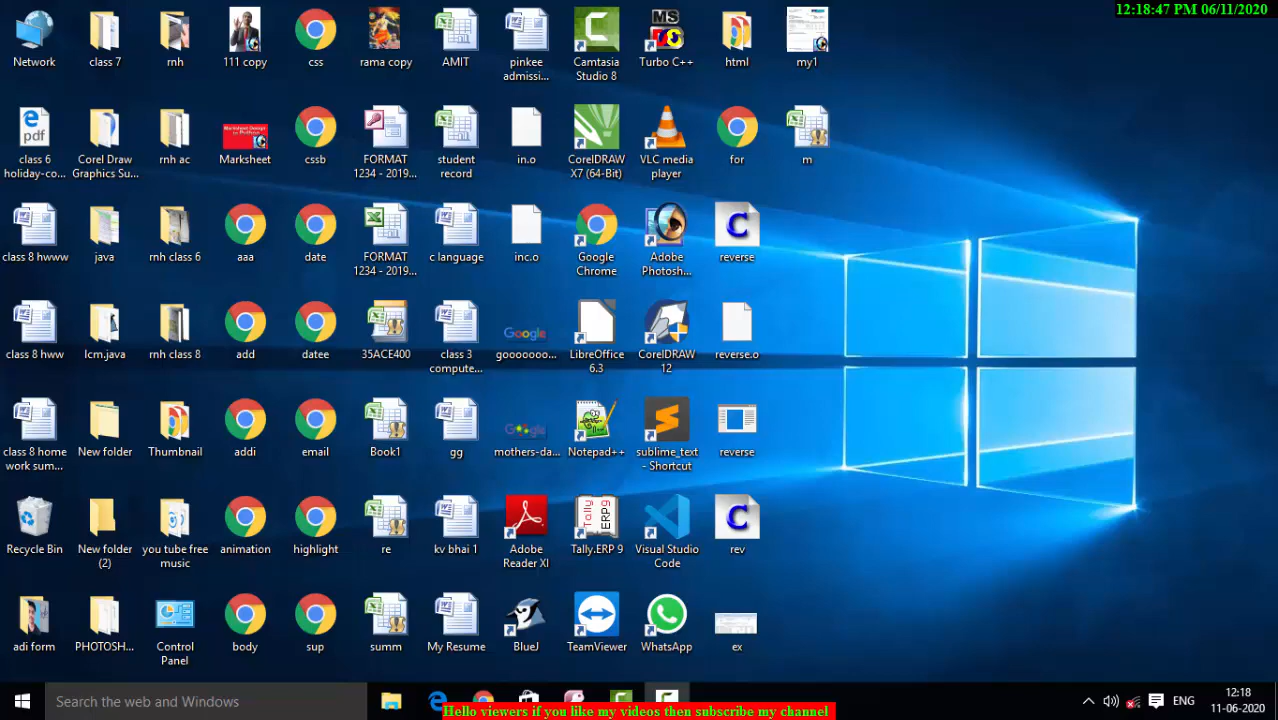 12:18:47 PM 06/11/2020
Network
class 7
rnh
111 copy
css
rama copy
AMIT
pinkee admissi...
Camtasia Studio 8
MS
Turbo C++
html
my1
pdf
class 6 holiday-co...
Corel Draw Graphics Su...
rnh ac
Marksheet Design
Marksheet
cssb
FORMAT 1234 - 2019...
student record
in.o
CorelDRAW X7 (64-Bit)
VLC media player
for
m
class 8 hwww
java
rnh class 6
aaa
date
FORMAT 1234 - 2019...
c language
inc.o
Google Chrome
Adobe Photosh...
C
reverse
class 8 hww
lcm.java
rnh class 8
add
datee
35ACE400
class 3 compute...
Google
gooooooo...
LibreOffice 6.3
CorelDRAW 12
reverse.o
class 8 home work sum...
New folder
Thumbnail
addi
email
Book1
gg
mothers-da...
Notepad++
sublime_text - Shortcut
reverse
Recycle Bin
New folder (2)
you tube free music
animation
highlight
re
kv bhai 1
Adobe Reader XI
Tally ERP9
Tally.ERP 9
Visual Studio Code
C
rev
adi form
PHOTOSH...
Control Panel
body
sup
summ
My Resume
BlueJ
TeamViewer
WhatsApp
ex
Search the web and Windows
ENG
12:18
11-06-2020
Hello viewers if you like my videos then subscribe my channel